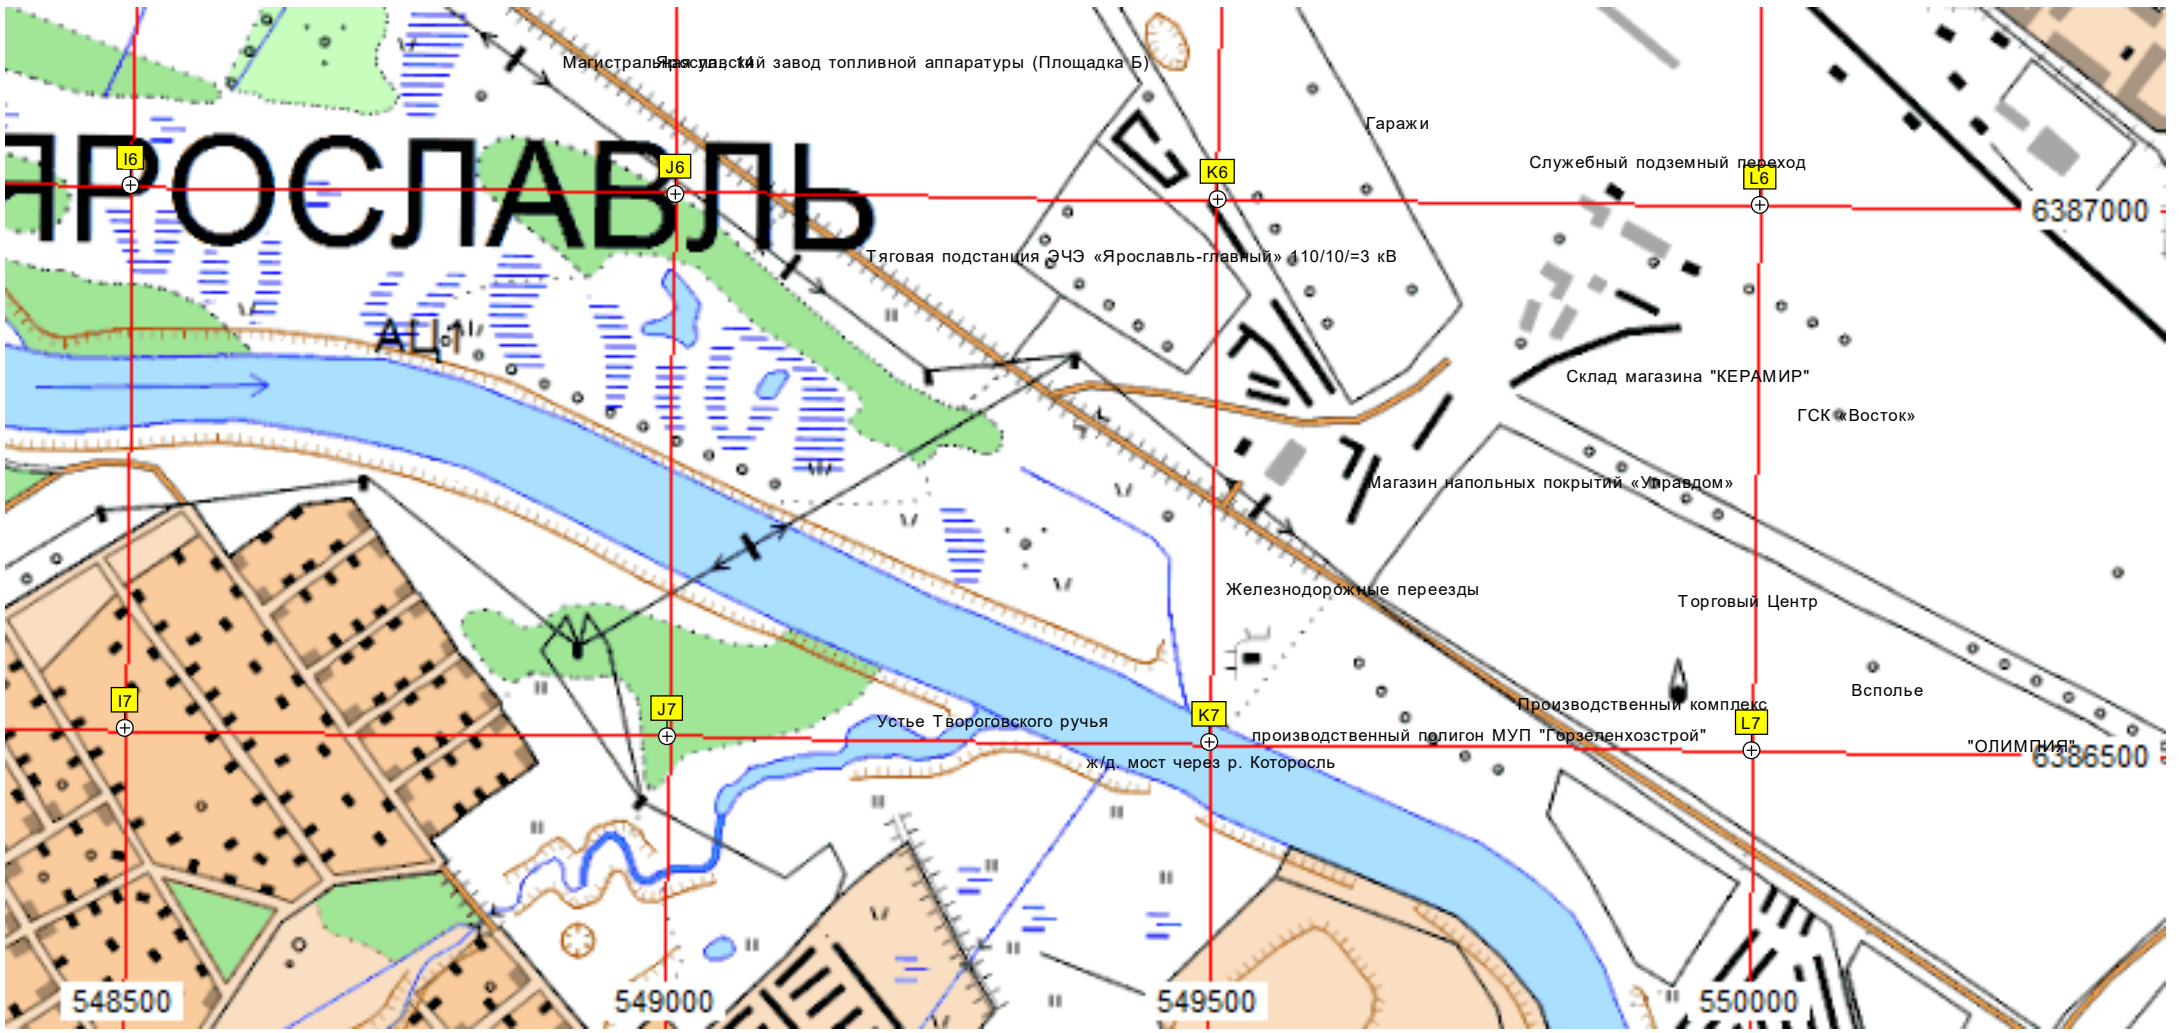 Магистральная ул., 14
Ярославский завод топливной аппаратуры (Площадка Б)
Гаражи
I6
J6
K6
Служебный подземный переход
L6
ЯРОСЛАВЛЬ
6387000
Тяговая подстанция ЭЧЭ «Ярославль-главный» 110/10/=3 кВ
АЦ
Склад магазина "КЕРАМИР"
ГСК «Восток»
Магазин напольных покрытий «Управдом»
Железнодорожные переезды
Торговый Центр
I7
J7
K7
Всполье
Производственный комплекс
L7
Устье Твороговского ручья
производственный полигон МУП "Горзеленхозстрой"
"ОЛИМПИЯ"
6386500
ж/д. мост через р. Которосль
548500
549000
549500
550000